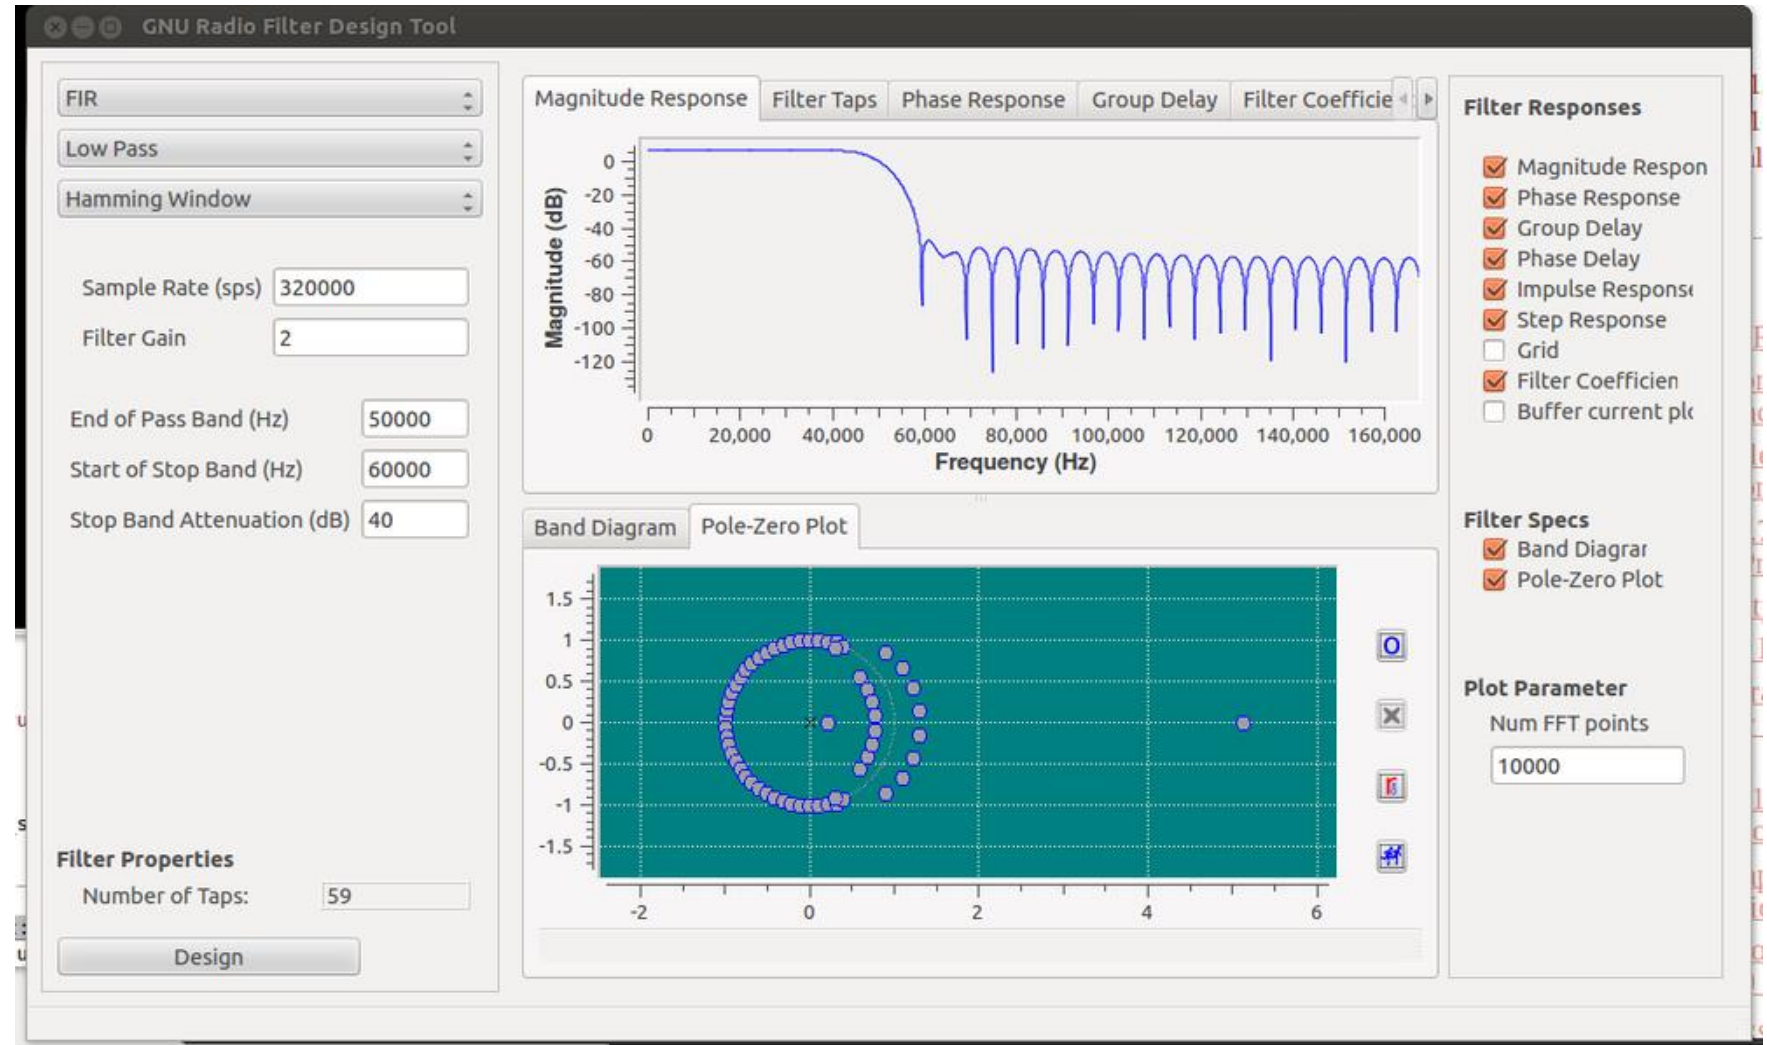 GNU Radio Filter Design Tool
FIR
Low Pass
Hamming Window
Sample Rate (sps) 320000
Filter Gain 2
End of Pass Band (Hz) 50000
Start of Stop Band (Hz) 60000
Stop Band Attenuation (dB) 40
Filter Properties
Number of Taps: 59
Design
Magnitude Response Filter Taps Phase Response Group Delay Filter Coefficie
Magnitude (dB)
0
-20
-40
-60
-80
-100
-120
0 20,000 40,000 60,000 80,000 100,000 120,000 140,000 160,000
Frequency (Hz)
Band Diagram Pole-Zero Plot
1.5
1
0.5
0
-0.5
-1
-1.5
-2 0 2 4 6
Filter Responses
Magnitude Respon
Phase Response
Group Delay
Phase Delay
Impulse Response
Step Response
Grid
Filter Coefficien
Buffer current plo
Filter Specs
Band Diagrar
Pole-Zero Plot
Plot Parameter
Num FFT points
10000